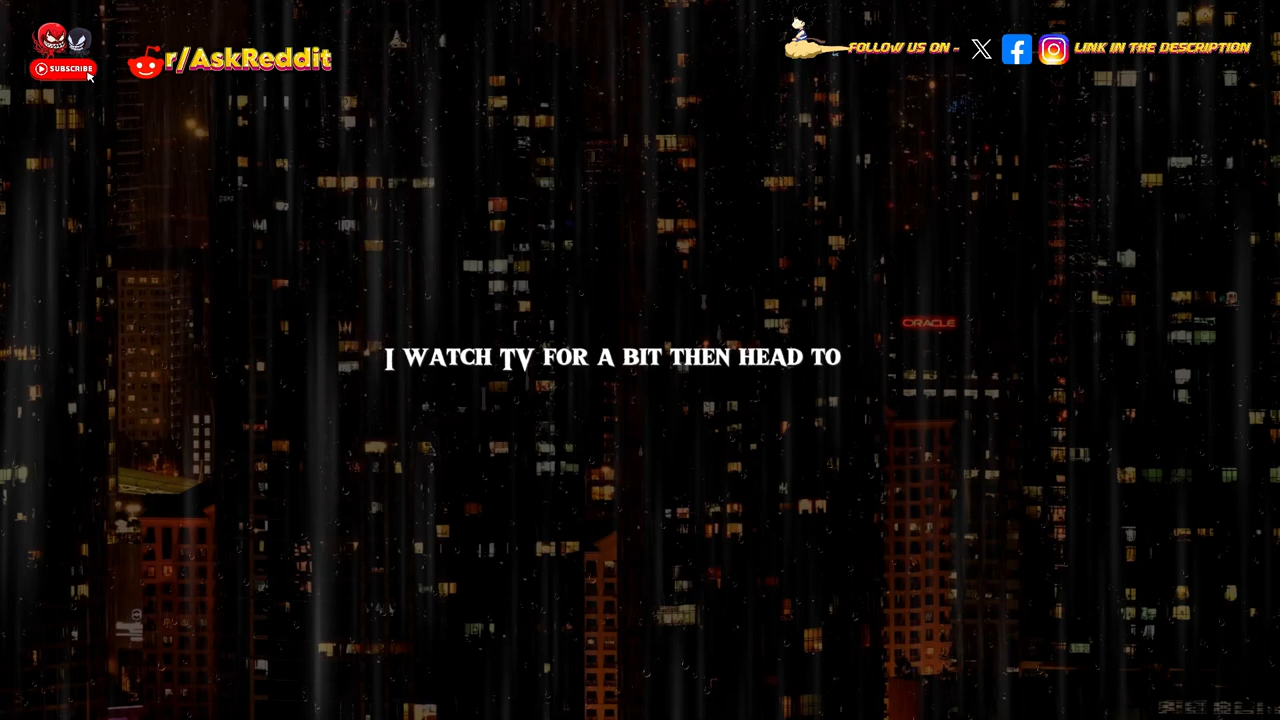 SUBSCRIBE
r/AskReddit
FOLLOW US ON -
LINK IN THE DESCRIPTION
ORACLE
I WATCH TV FOR A BIT THEN HEAD TO